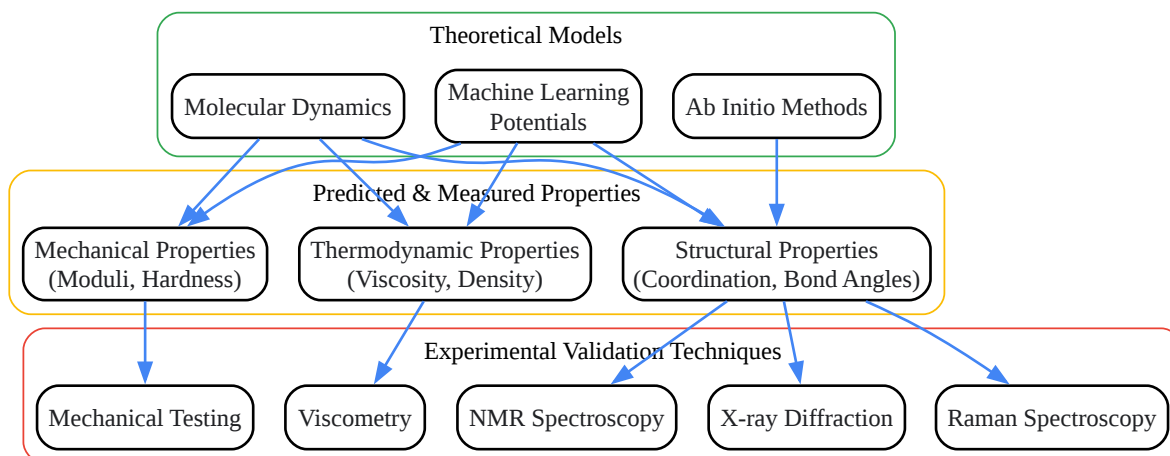 Theoretical Models
Molecular Dynamics
Machine Learning
Potentials
Ab Initio Methods
Predicted & Measured Properties
Mechanical Properties
(Moduli, Hardness)
Thermodynamic Properties
(Viscosity, Density)
Structural Properties
(Coordination, Bond Angles)
Experimental Validation Techniques
Mechanical Testing
Viscometry
NMR Spectroscopy
X-ray Diffraction
Raman Spectroscopy